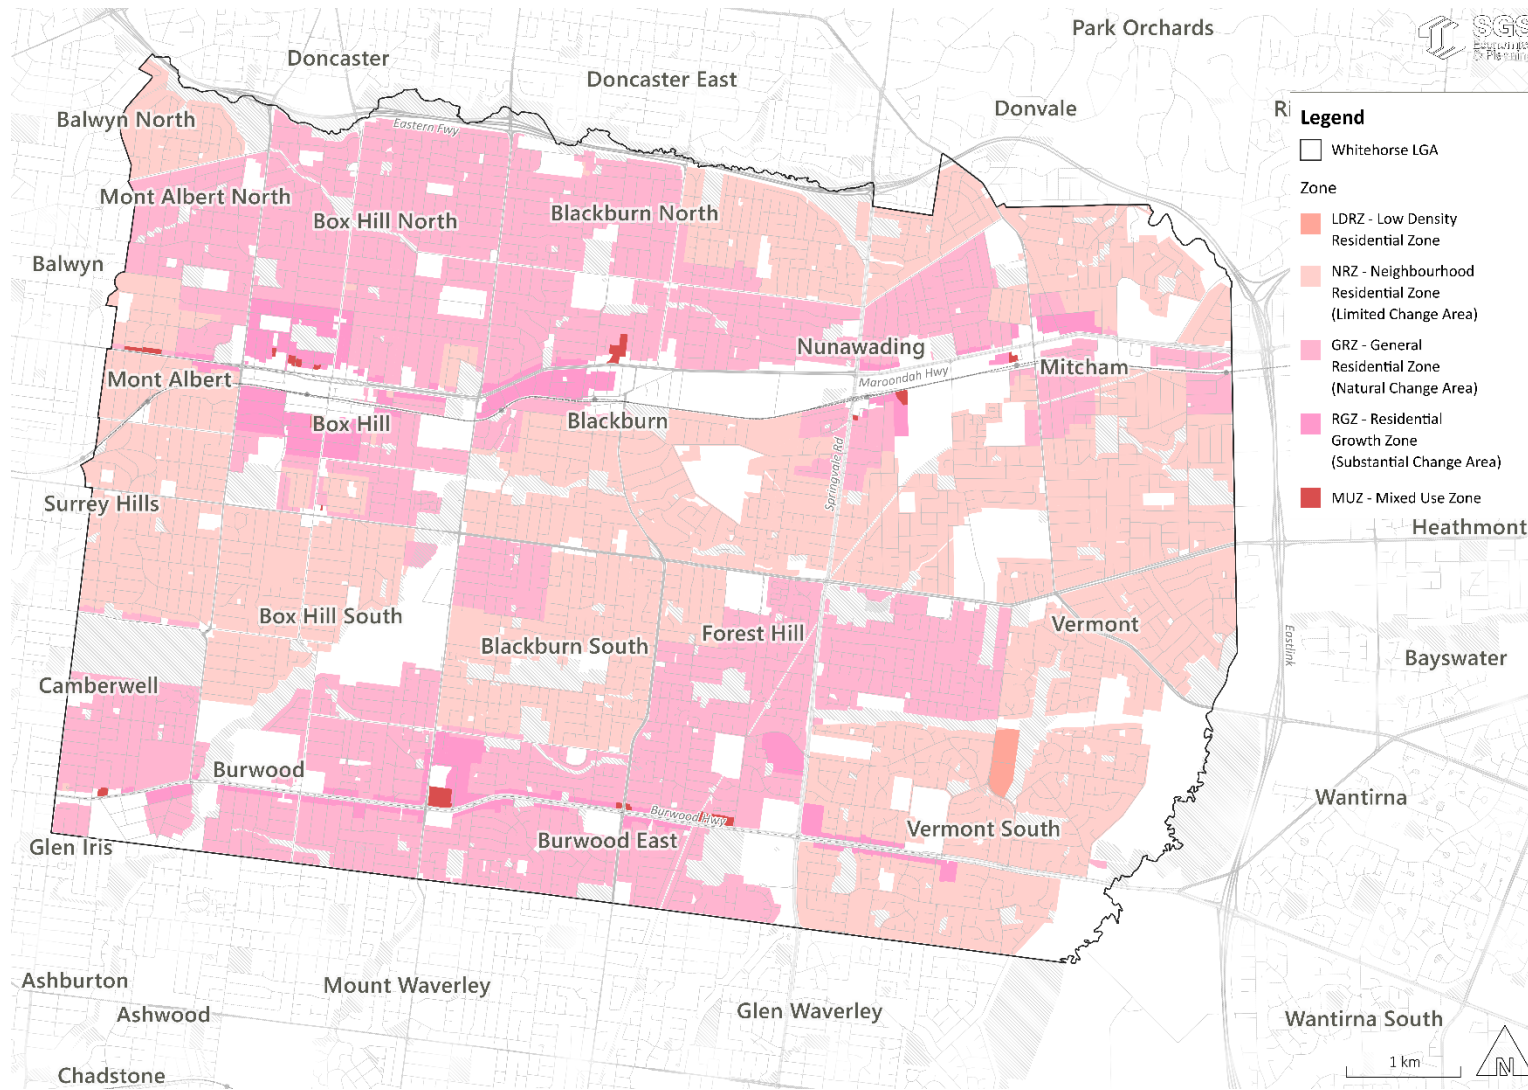 Park Orchards
SGS
Economics
& Planning
Doncaster
Doncaster East
Donvale
Ri
Balwyn North
Eastern Fwy
Mont Albert North
Box Hill North
Blackburn North
Balwyn
Nunawading
Mont Albert
Maroondah Hwy
Mitcham
Box Hill
Blackburn
Springvale Rd
Surrey Hills
Heathmont
Box Hill South
Blackburn South
Forest Hill
Vermont
Eastlink
Bayswater
Camberwell
Burwood
Wantirna
Burwood Hwy
Burwood East
Vermont South
Glen Iris
Ashburton
Mount Waverley
Ashwood
Glen Waverley
Wantirna South
Chadstone
Legend
Whitehorse LGA
Zone
LDRZ - Low Density
Residential Zone
NRZ - Neighbourhood
Residential Zone
(Limited Change Area)
GRZ - General
Residential Zone
(Natural Change Area)
RGZ - Residential
Growth Zone
(Substantial Change Area)
MUZ - Mixed Use Zone
1 km
N